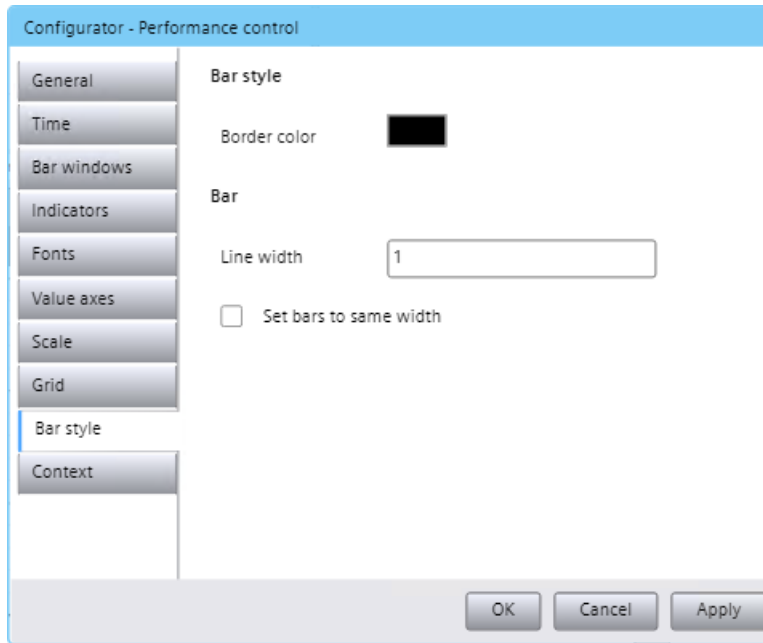 Configurator - Performance control
General
Time
Bar windows
Indicators
Fonts
Value axes
Scale
Grid
Bar style
Context
Bar style
Border color
Bar
Line width
1
Set bars to same width
OK
Cancel
Apply